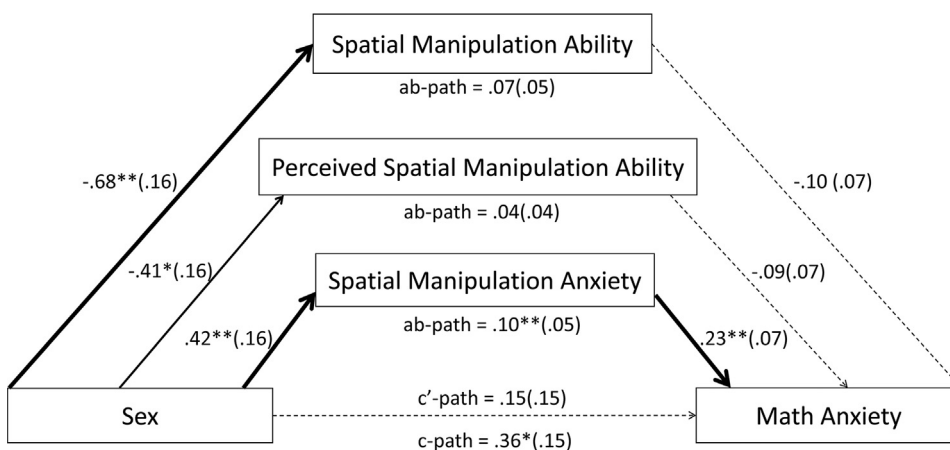 Spatial Manipulation Ability
ab-path = .07(.05)
Perceived Spatial Manipulation Ability
-.68**(.16)
-.10 (.07)
ab-path = .04(.04)
-.41*(.16)
Spatial Manipulation Anxiety
-.09(.07)
ab-path = .10**(.05)
.42**(.16)
.23**(.07)
c’-path = .15(.15)
Sex
Math Anxiety
c-path = .36*(.15)